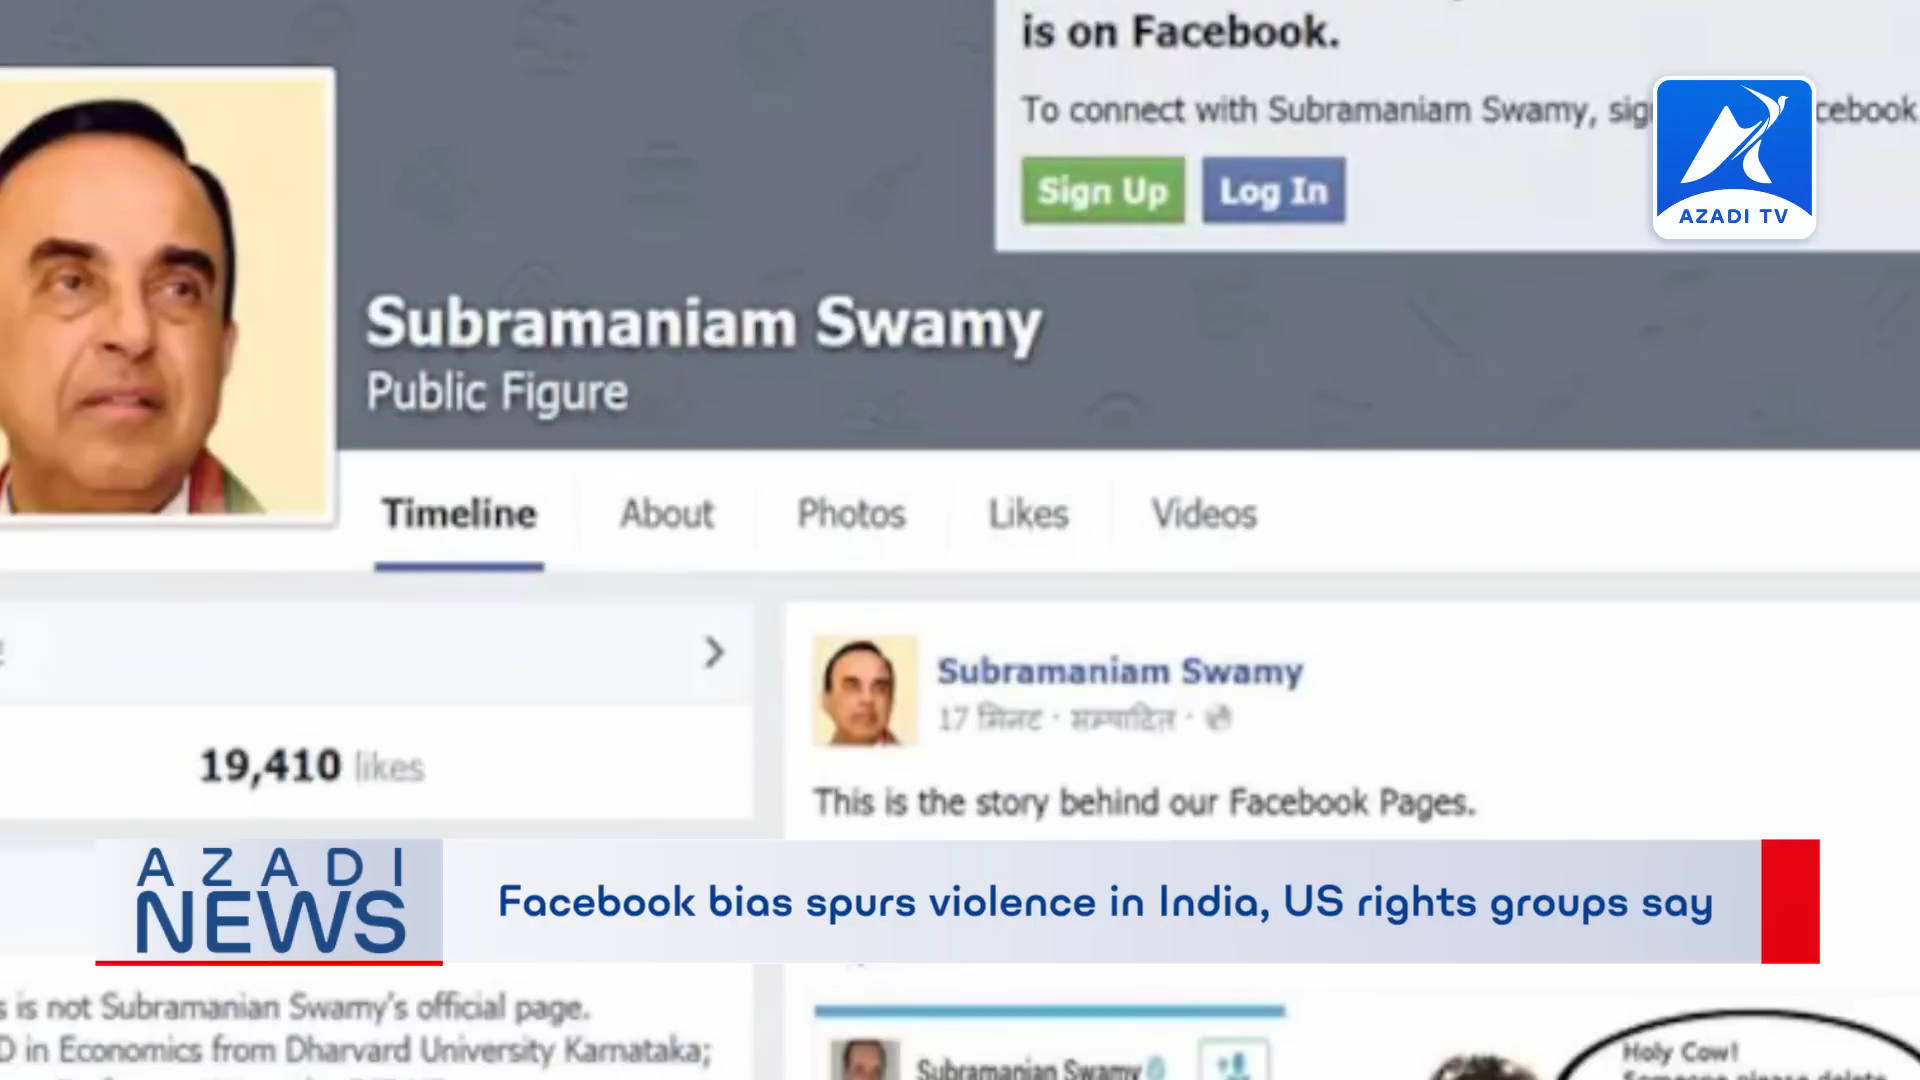 is on Facebook.
To connect with Subramaniam Swamy, sig
cebook
Sign Up
Log In
AZADI TV
Subramaniam Swamy
Public Figure
Timeline
About
Photos
Likes
Videos
Subramaniam Swamy
17 मिनट · सम्पादित ·
19,410 likes
This is the story behind our Facebook Pages.
AZADI
NEWS
Facebook bias spurs violence in India, US rights groups say
s is not Subramanian Swamy's official page.
D in Economics from Dharvard University Karnataka;
Subramanian Swamy
Holy Cow!